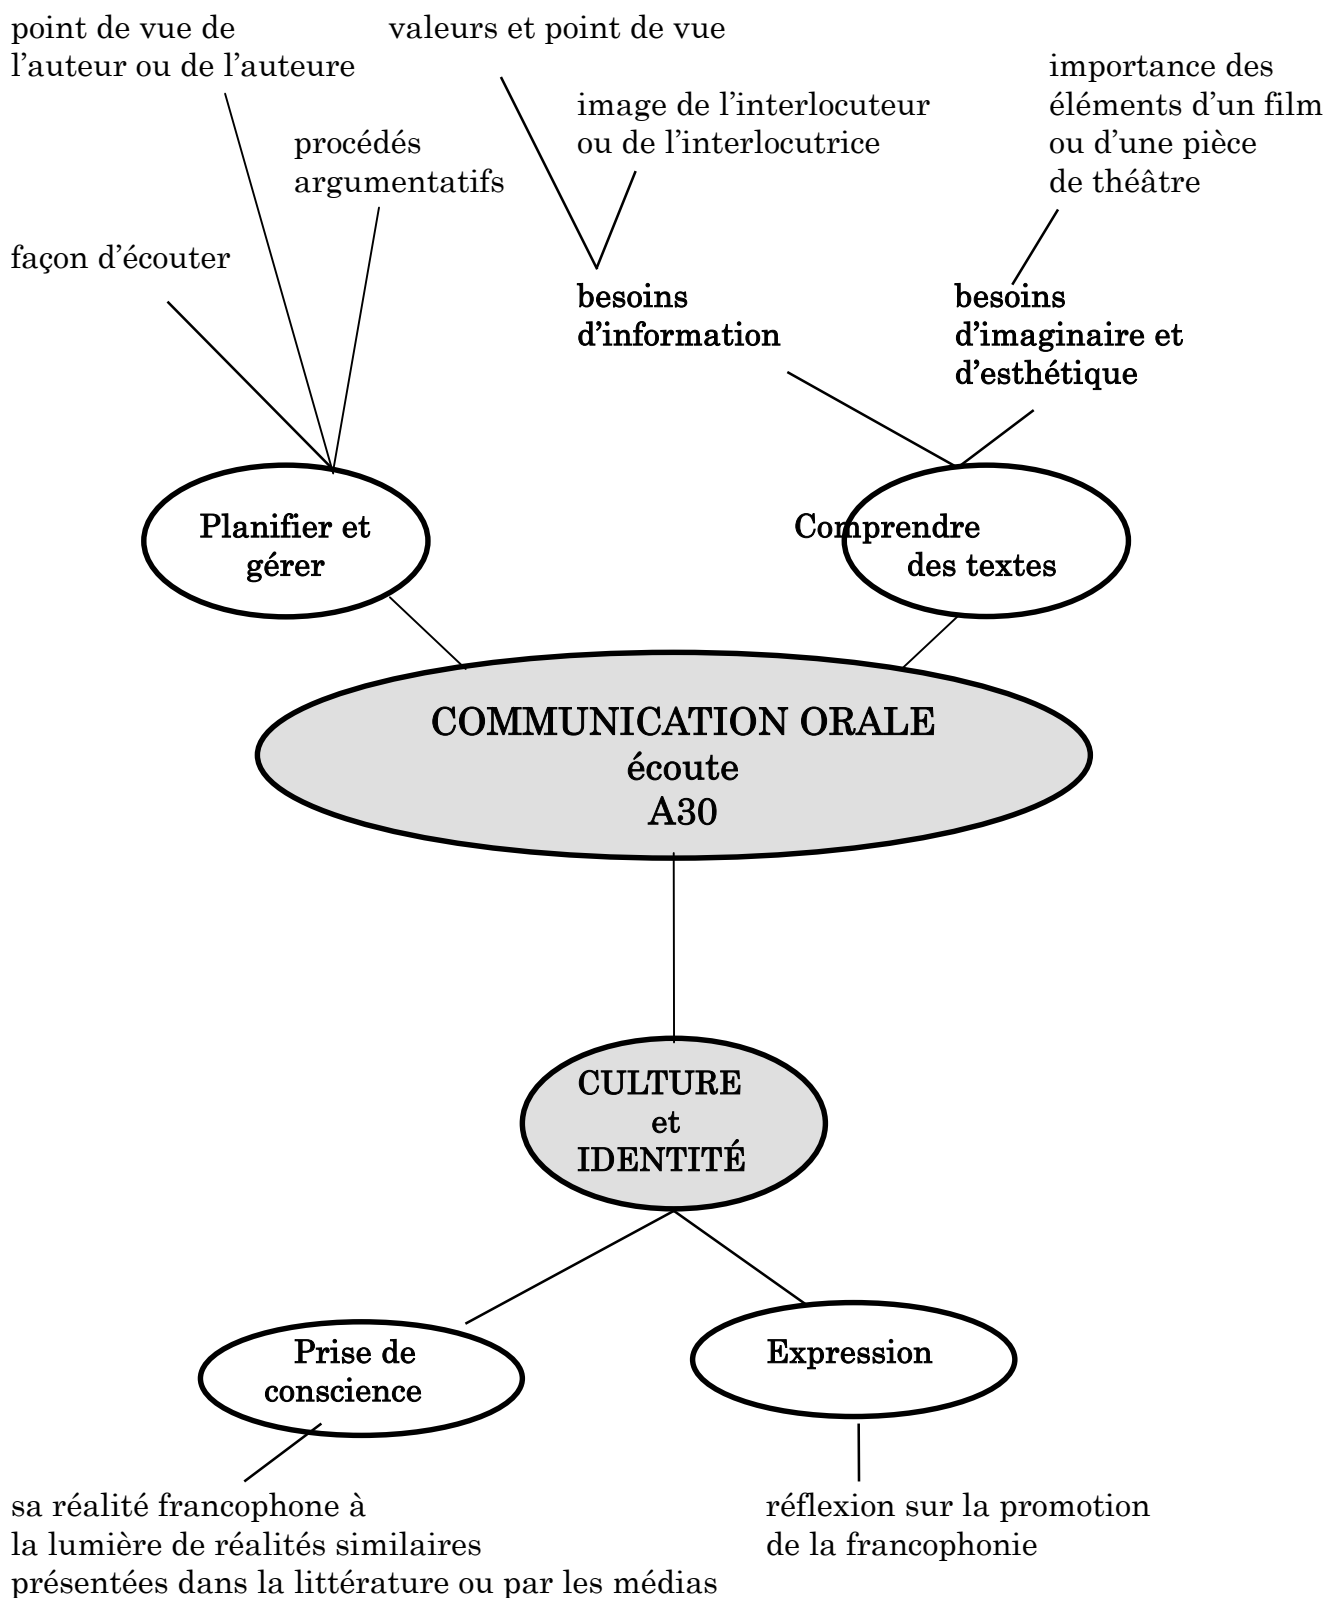 point de vue de
l'auteur ou de l'auteure
valeurs et point de vue
image de l'interlocuteur
ou de l'interlocutrice
importance des
éléments d'un film
ou d'une pièce
de théâtre
procédés
argumentatifs
façon d'écouter
besoins
d'information
besoins
d'imaginaire et
d'esthétique
Planifier et
gérer
Comprendre
des textes
COMMUNICATION ORALE
écoute
A30
CULTURE
et
IDENTITÉ
Prise de
conscience
Expression
sa réalité francophone à
la lumière de réalités similaires
présentées dans la littérature ou par les médias
réflexion sur la promotion
de la francophonie